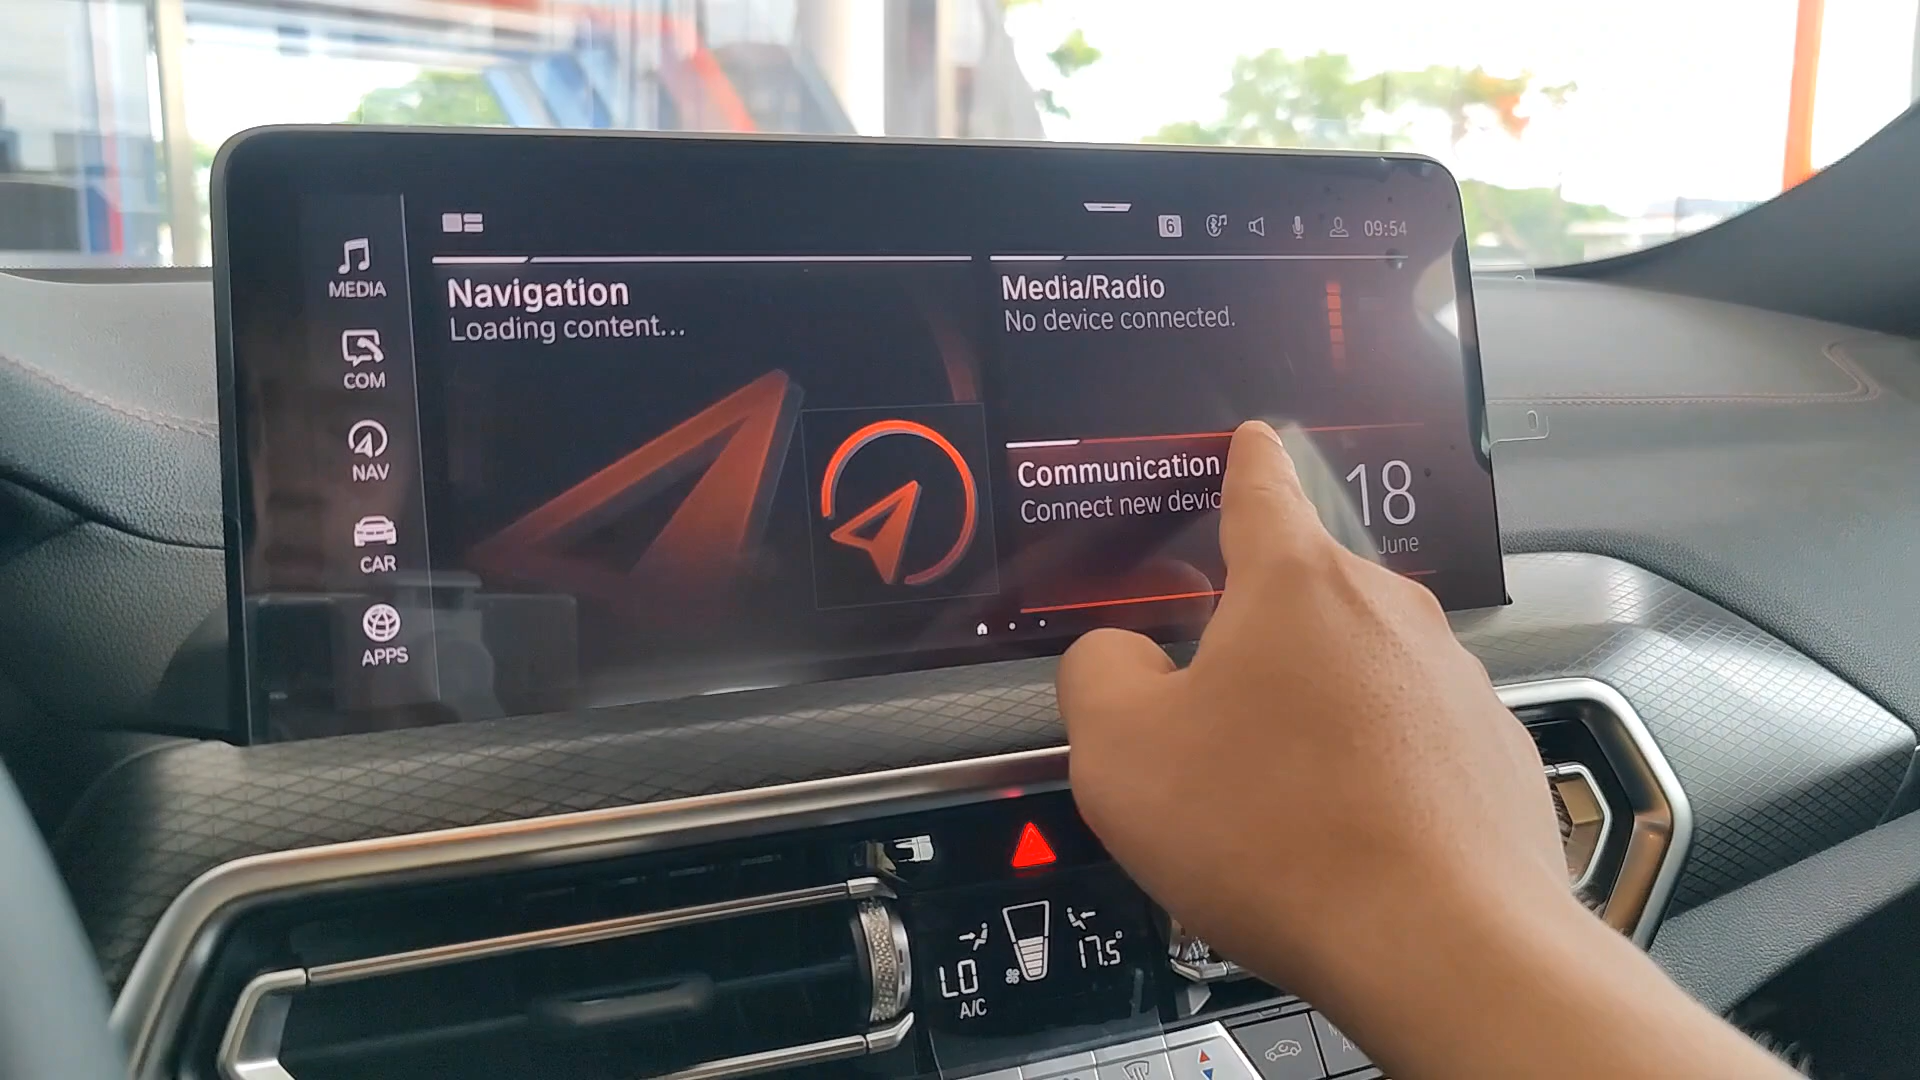 6
09:54
MEDIA
COM
NAV
CAR
APPS
Navigation
Loading content...
Media/Radio
No device connected.
Communication
Connect new devic
18
June
LO
A/C
17.5°